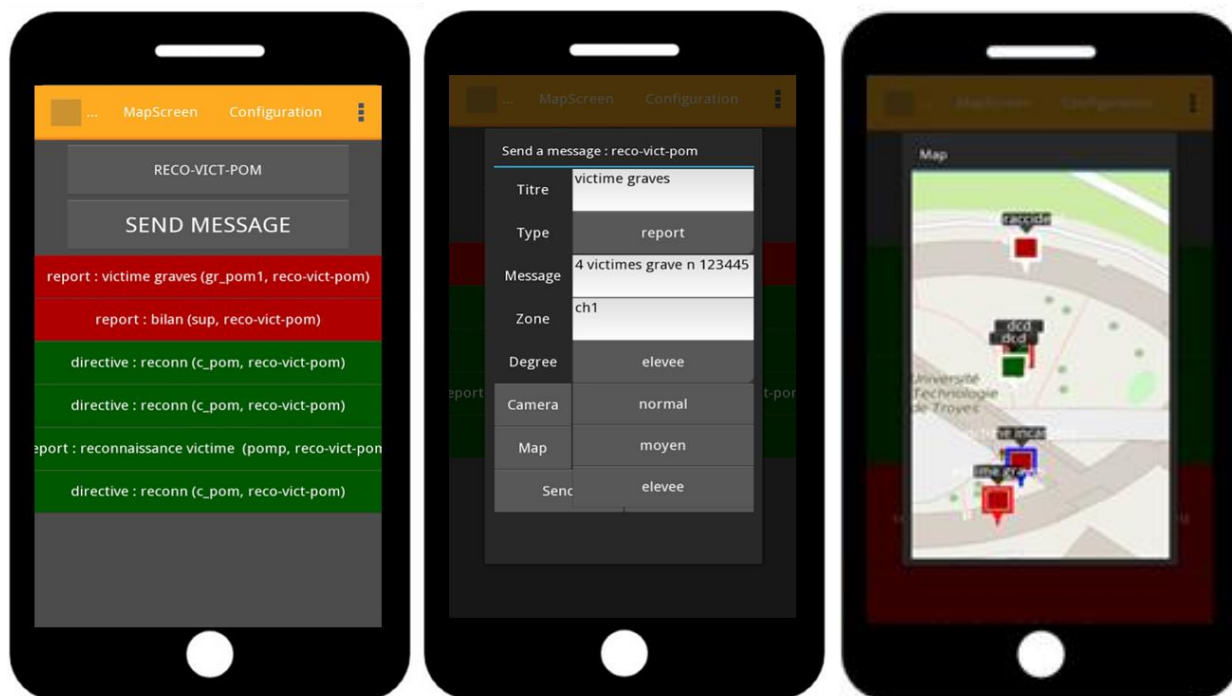 ... MapScreen Configuration
RECO-VICT-POM
SEND MESSAGE
report : victime graves (gr_pom1, reco-vict-pom)
report : bilan (sup, reco-vict-pom)
directive : reconn (c_pom, reco-vict-pom)
directive : reconn (c_pom, reco-vict-pom)
eport : reconnaissance victime (pomp, reco-vict-pon
directive : reconn (c_pom, reco-vict-pom)
... MapScreen Configuration
Send a message : reco-vict-pom
Titre victime graves
Type report
Message 4 victimes grave n 123445
Zone ch1
Degree elevee
Camera normal
Map moyen
Send elevee
MapScreen Configuration
Map
dcd
dcd
Université
Technologie
de Troyes